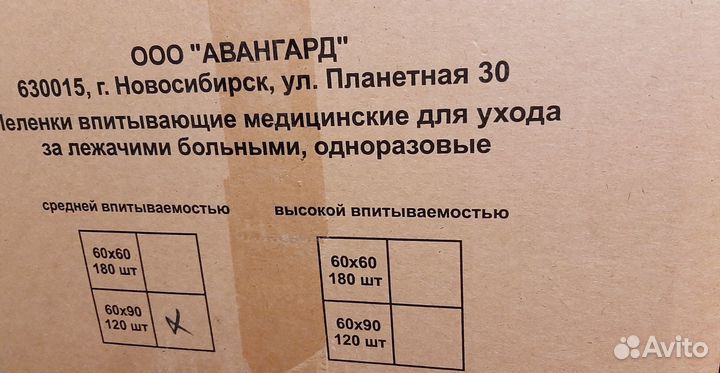 ООО "АВАНГАРД"
630015, г. Новосибирск, ул. Планетная 30
Пеленки впитывающие медицинские для ухода
за лежачими больными, одноразовые
средней впитываемостью
высокой впитываемостью
60х60
180 шт
60х90
120 шт
60х60
180 шт
60х90
120 шт
Avito